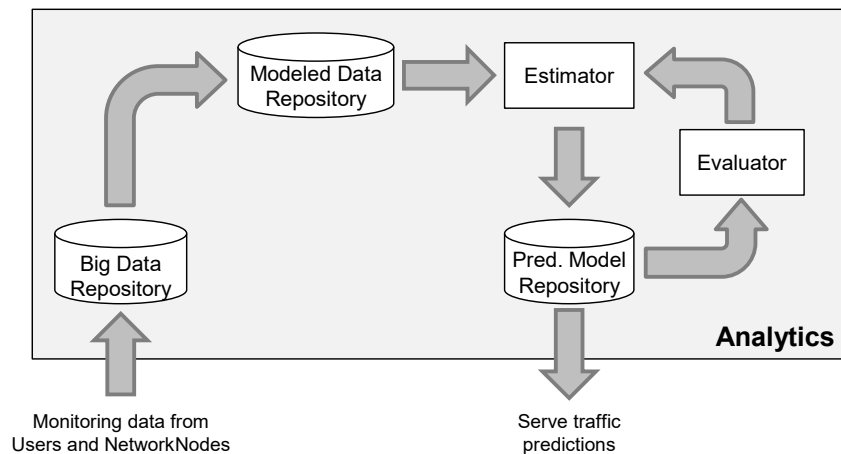 Modeled Data
Repository
Estimator
Evaluator
Big Data
Repository
Pred. Model
Repository
Analytics
Monitoring data from
Users and NetworkNodes
Serve traffic
predictions